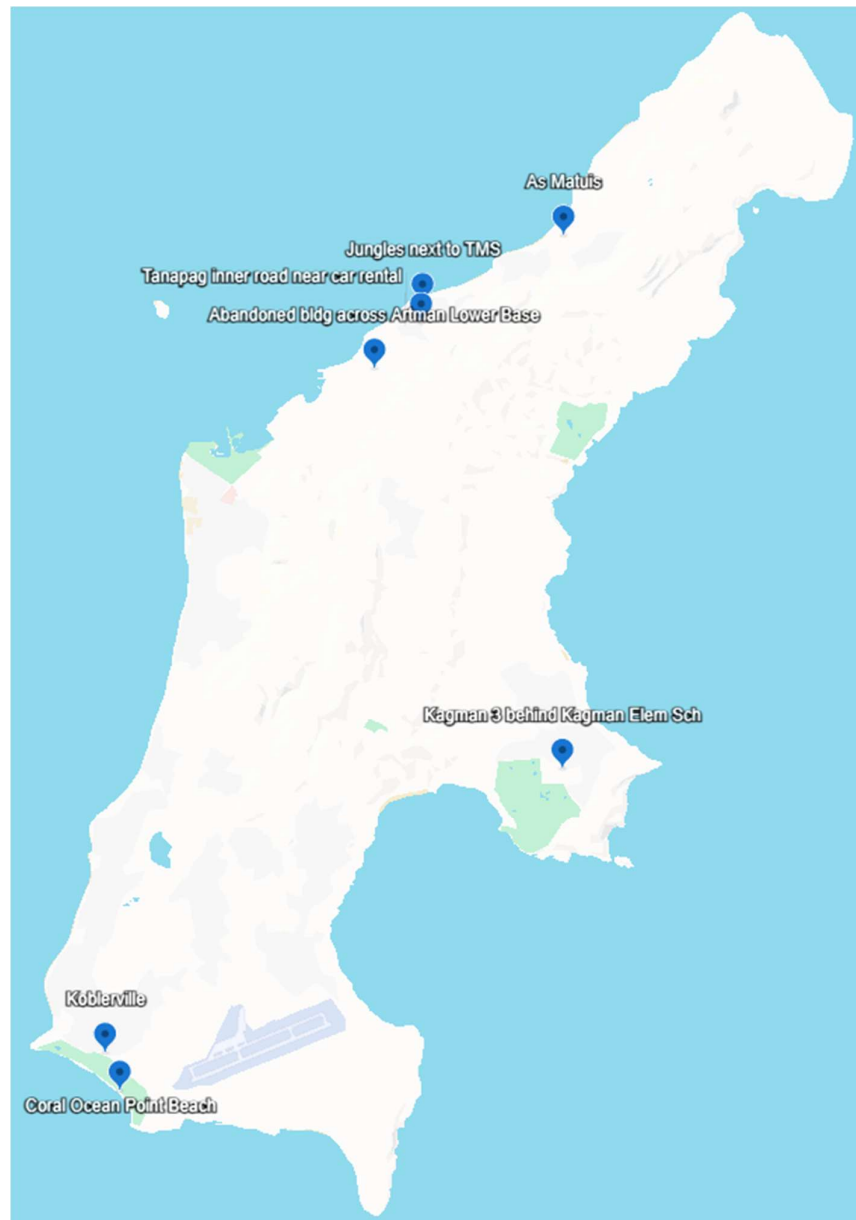 As Matuis
Jungles next to TMS
Tanapag inner road near car rental
Abandoned bldg across Artman Lower Base
Kagman 3 behind Kagman Elem Sch
Koblerville
Coral Ocean Point Beach